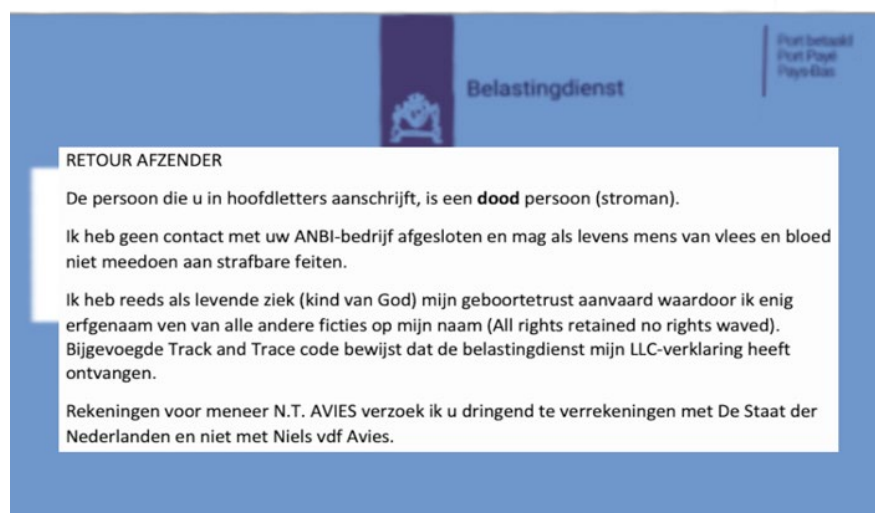 Port betaald
Port Payé
Pays-Bas
Belastingdienst
RETOUR AFZENDER
De persoon die u in hoofdletters aanschrijft, is een dood persoon (stroman).
Ik heb geen contact met uw ANBI-bedrijf afgesloten en mag als levens mens van vlees en bloed
niet meedoen aan strafbare feiten.
Ik heb reeds als levende ziek (kind van God) mijn geboortetrust aanvaard waardoor ik enig
erfgenaam ven van alle andere ficties op mijn naam (All rights retained no rights waved).
Bijgevoegde Track and Trace code bewijst dat de belastingdienst mijn LLC-verklaring heeft
ontvangen.
Rekeningen voor meneer N.T. AVIES verzoek ik u dringend te verrekeningen met De Staat der
Nederlanden en niet met Niels vdf Avies.